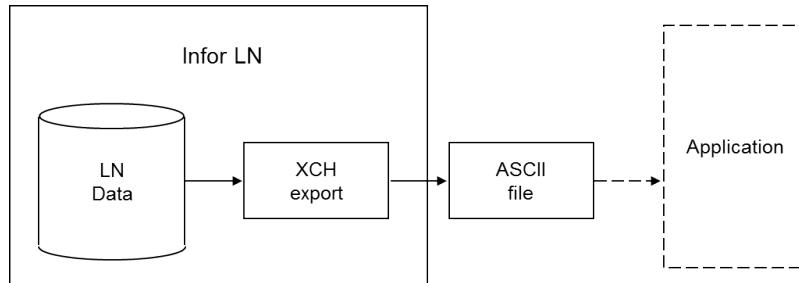 Infor LN
LN
Data
XCH
export
ASCII
file
Application